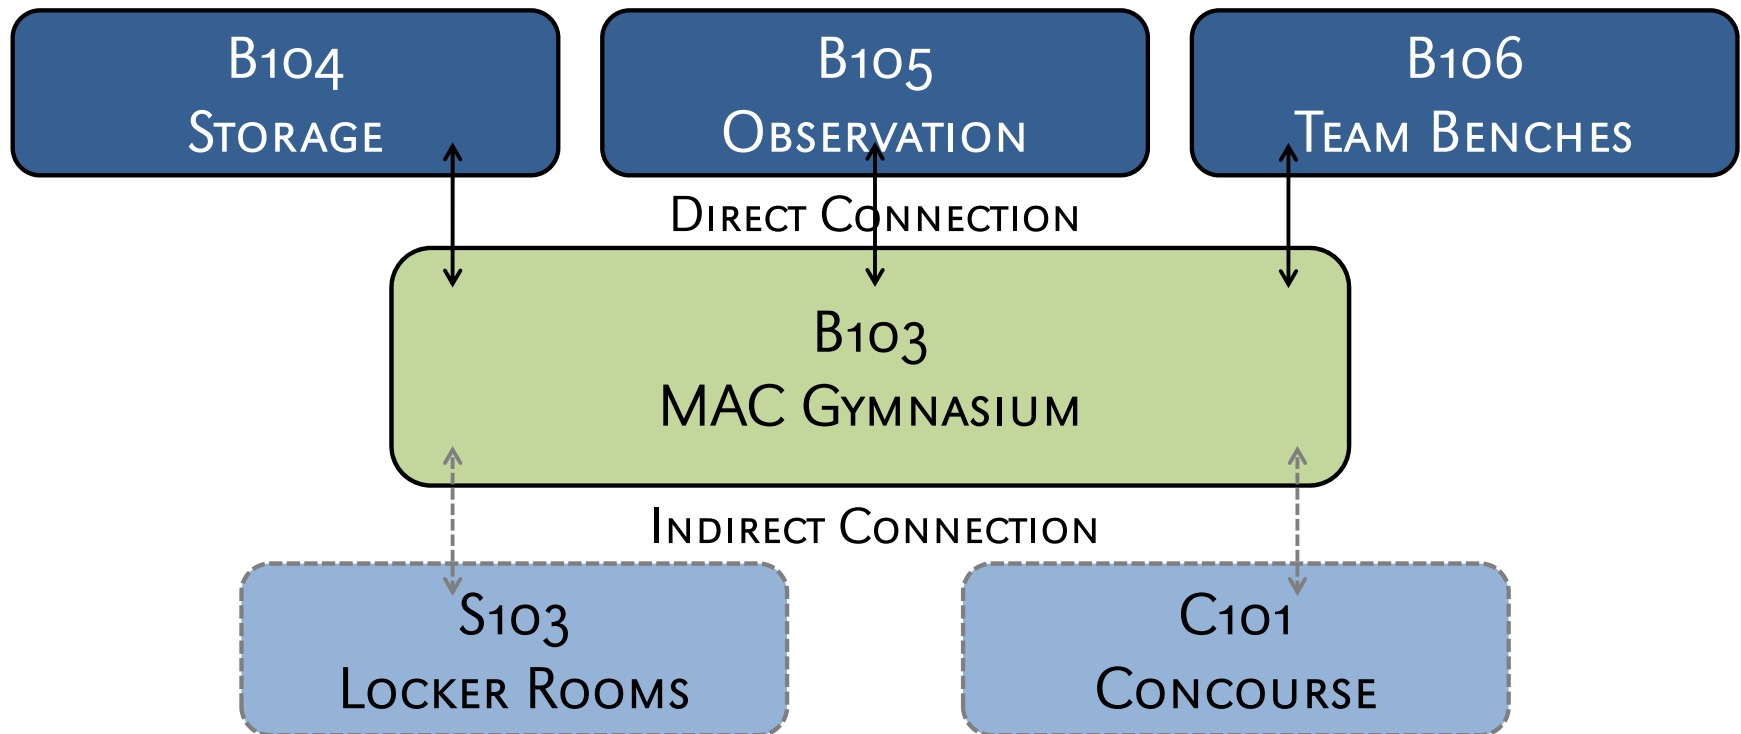 B104
Storage
B105
Observation
B106
Team Benches
Direct Connection
B103
MAC Gymnasium
Indirect Connection
S103
Locker Rooms
C101
Concourse